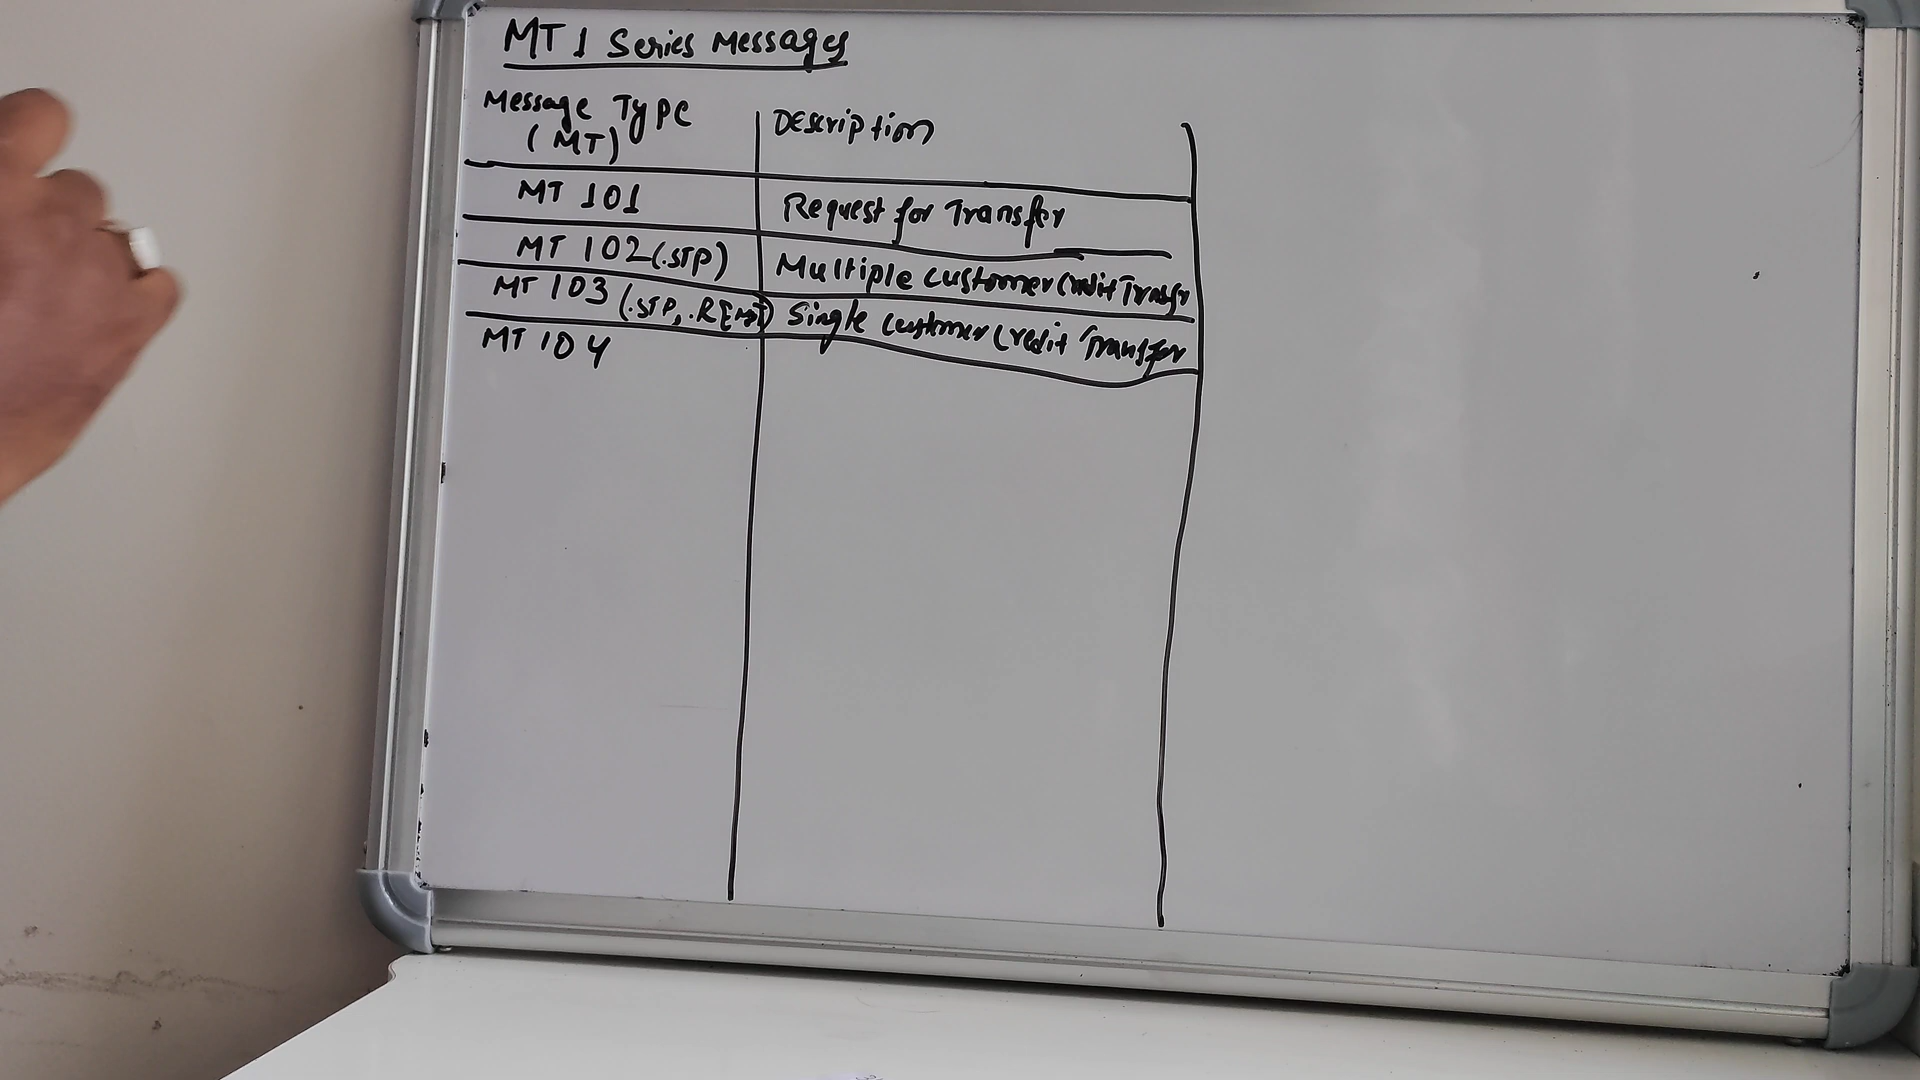 MT 1 Series Messages
Message Type
(MT)
Description
MT 101
Request for Transfer
MT 102 (.STP)
Multiple customer Credit Transfr
MT 103 (.STP, .REMIT)
Single customer Credit Transfer
MT 104